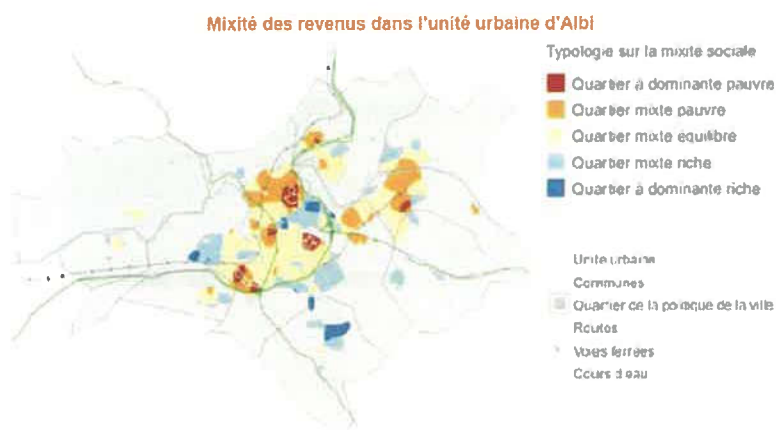 Mixité des revenus dans l'unité urbaine d'Albi
Typologie sur la mixité sociale
Quartier à dominante pauvre
Quartier mixte pauvre
Quartier mixte équilibre
Quartier mixte riche
Quartier à dominante riche
Unité urbaine
Communes
Quartier de la politique de la ville
Routes
Voies ferrées
Cours d'eau